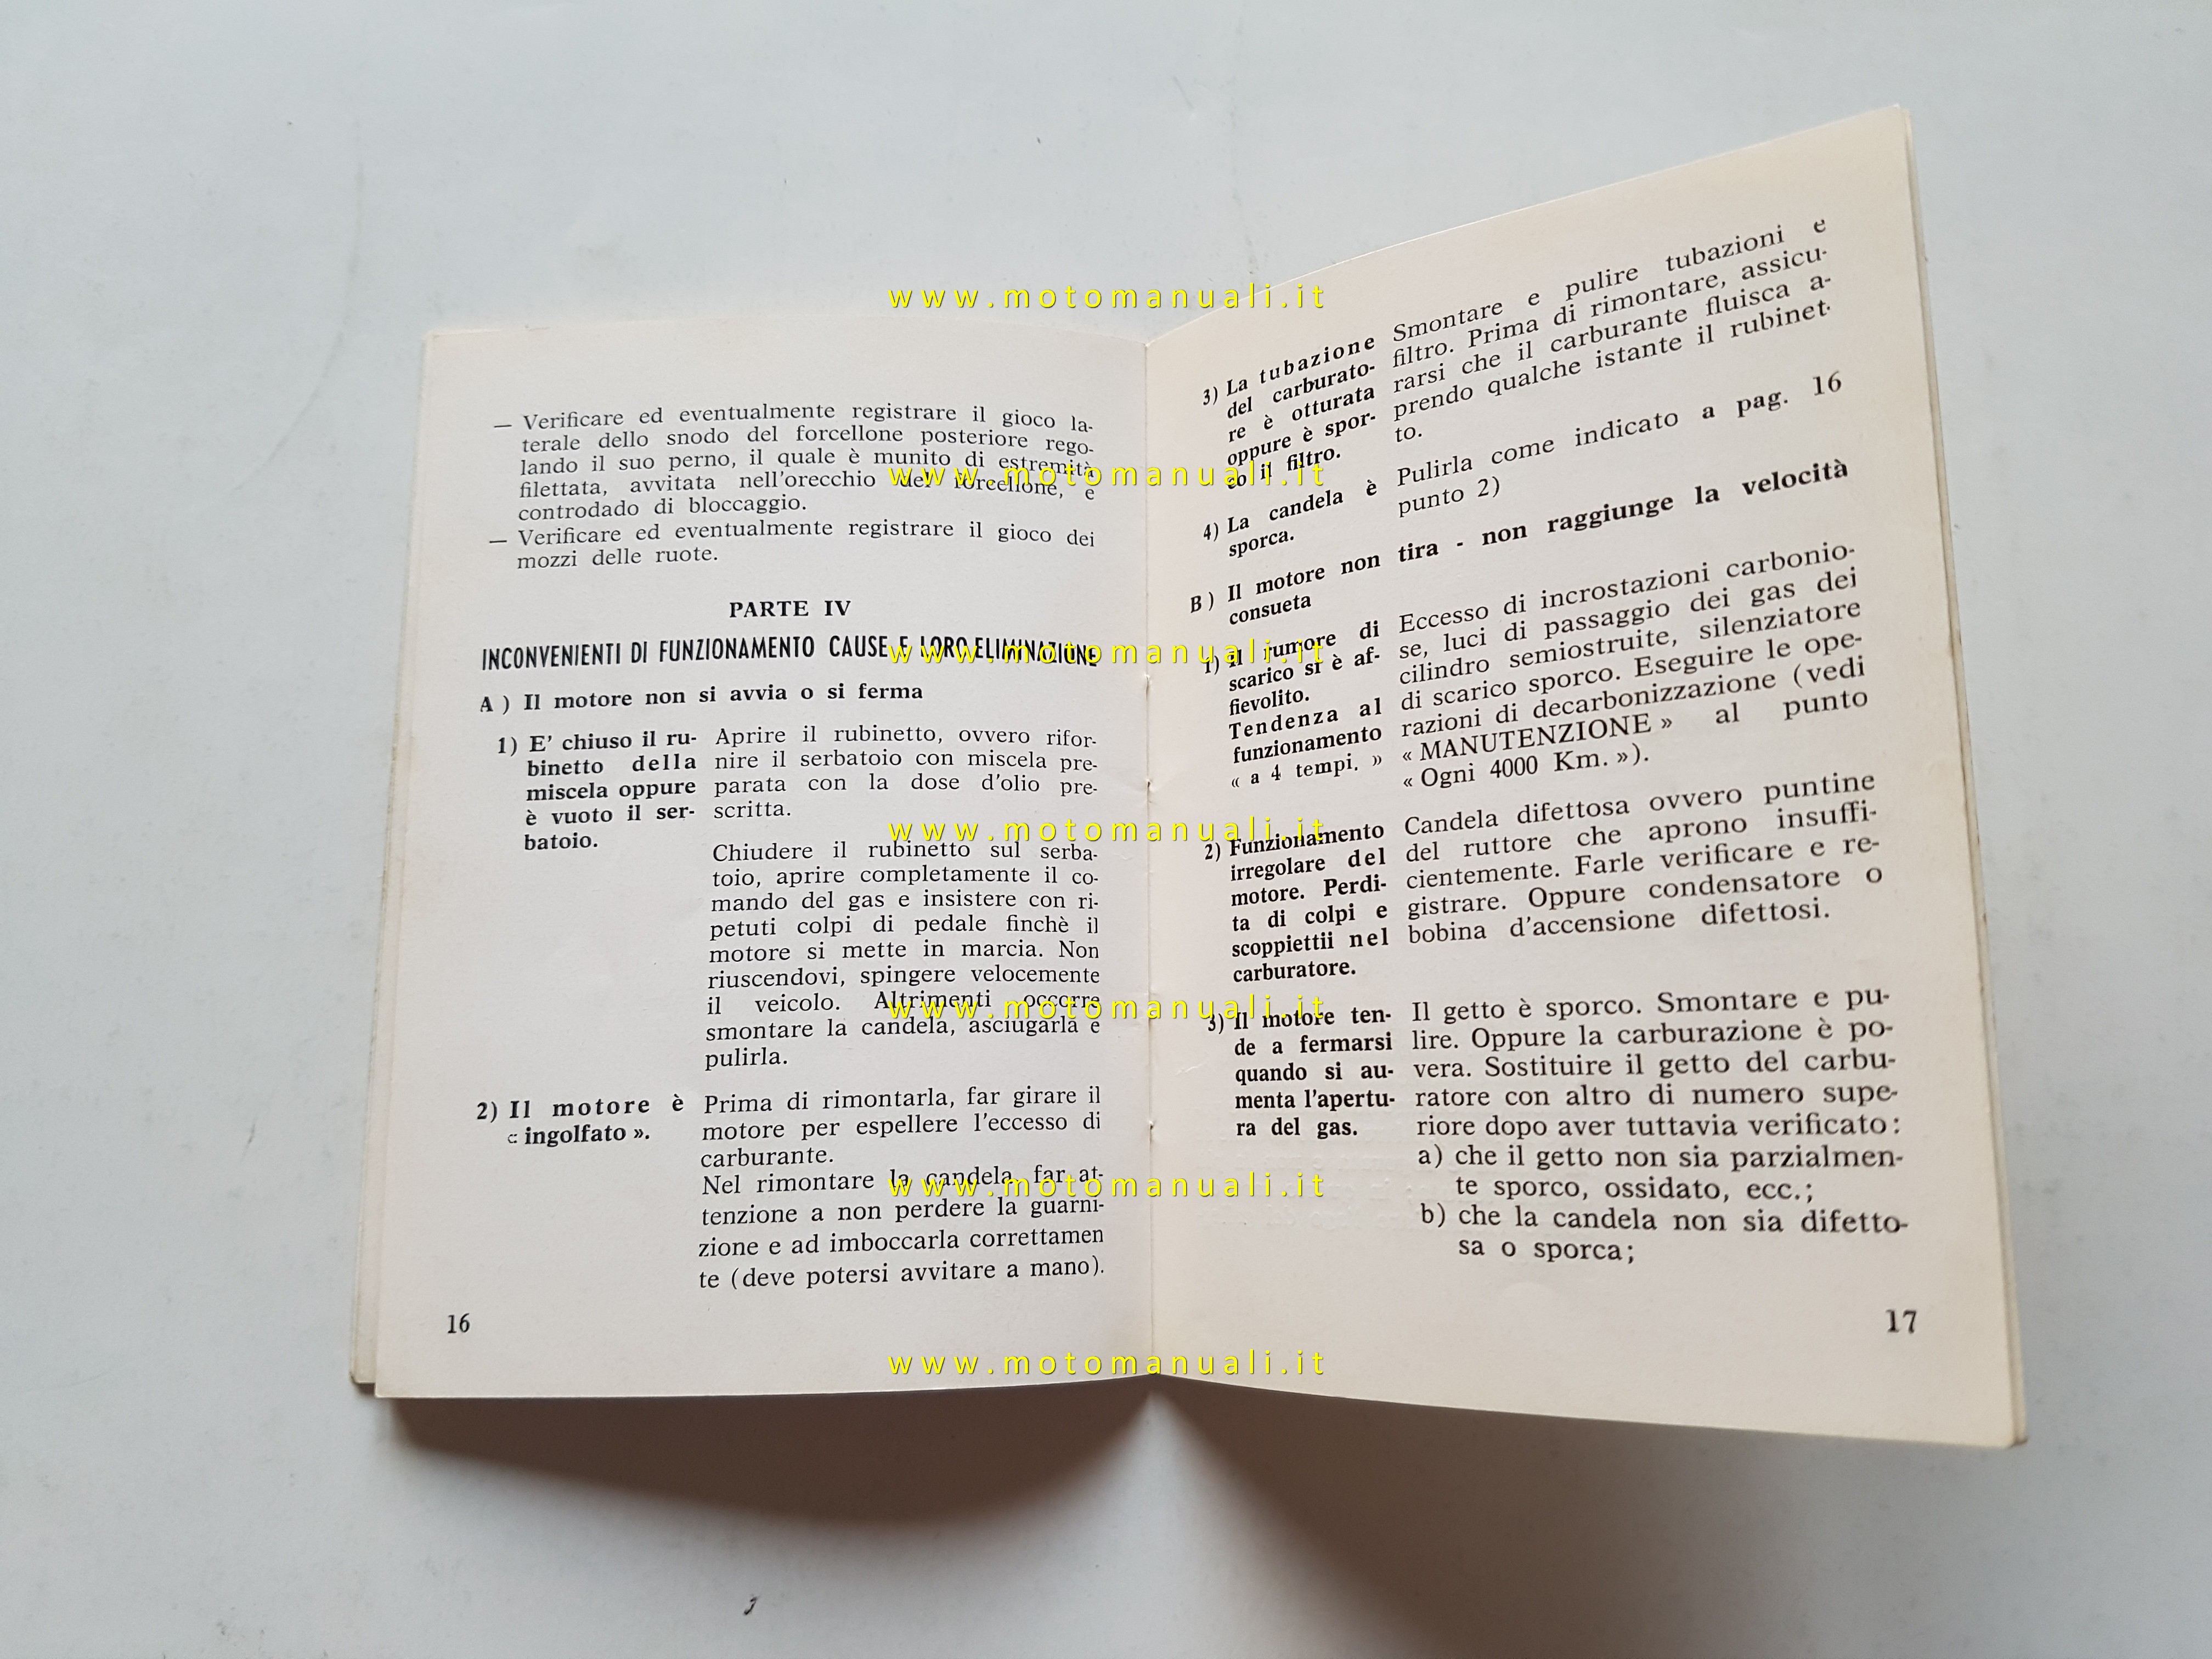 — Verificare ed eventualmente registrare il gioco la-
terale dello snodo del forcellone posteriore rego-
lando il suo perno, il quale è munito di estremità
filettata, avvitata nell'orecchio del forcellone, e
controdado di bloccaggio.
— Verificare ed eventualmente registrare il gioco dei
mozzi delle ruote.
PARTE IV
INCONVENIENTI DI FUNZIONAMENTO CAUSE E LORO ELIMINAZIONE
A ) Il motore non si avvia o si ferma
1) E' chiuso il ru-
binetto della
miscela oppure
è vuoto il ser-
batoio.
Aprire il rubinetto, ovvero rifor-
nire il serbatoio con miscela pre-
parata con la dose d'olio pre-
scritta.
Chiudere il rubinetto sul serba-
toio, aprire completamente il co-
mando del gas e insistere con ri-
petuti colpi di pedale finchè il
motore si mette in marcia. Non
riuscendovi, spingere velocemente
il veicolo. Altrimenti occorre
smontare la candela, asciugarla e
pulirla.
2) Il motore è
« ingolfato ».
Prima di rimontarla, far girare il
motore per espellere l'eccesso di
carburante.
Nel rimontare la candela far at-
tenzione a non perdere la guarni-
zione e ad imboccarla correttamen
te (deve potersi avvitare a mano).
16
3) La tubazione
del carburato-
re è otturata
oppure è spor-
co il filtro.
Smontare e pulire tubazioni e
filtro. Prima di rimontare, assicu-
rarsi che il carburante fluisca a-
prendo qualche istante il rubinet-
to.
4) La candela è
sporca.
Pulirla come indicato a pag. 16
punto 2)
B ) Il motore non tira - non raggiunge la velocità
consueta
1) Il rumore di
scarico si è af-
fievolito.
Tendenza al
funzionamento
« a 4 tempi. »
Eccesso di incrostazioni carbonio-
se, luci di passaggio dei gas dei
cilindro semiostruite, silenziatore
di scarico sporco. Eseguire le ope-
razioni di decarbonizzazione (vedi
« MANUTENZIONE » al punto
« Ogni 4000 Km. »).
2) Funzionamento
irregolare del
motore. Perdi-
ta di colpi e
scoppiettii nel
carburatore.
Candela difettosa ovvero puntine
del ruttore che aprono insuffi-
cientemente. Farle verificare e re-
gistrare. Oppure condensatore o
bobina d'accensione difettosi.
3) Il motore ten-
de a fermarsi
quando si au-
menta l'apertu-
ra del gas.
Il getto è sporco. Smontare e pu-
lire. Oppure la carburazione è po-
vera. Sostituire il getto del carbu-
ratore con altro di numero supe-
riore dopo aver tuttavia verificato:
a) che il getto non sia parzialmen-
te sporco, ossidato, ecc.;
b) che la candela non sia difetto-
sa o sporca;
17
www.motomanuali.it
www.motomanuali.it
www.motomanuali.it
www.motomanuali.it
www.motomanuali.it
www.motomanuali.it
www.motomanuali.it